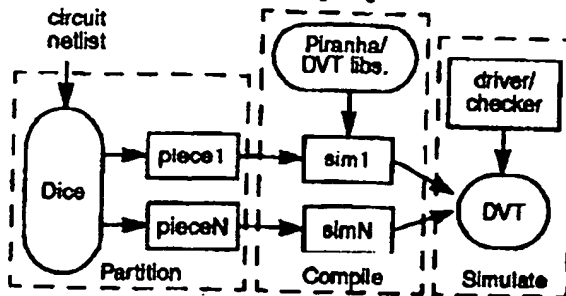 circuit
netlist
Dice
piece1
pieceN
Partition
Piranha/
DVT libs.
sim1
simN
Compile
driver/
checker
DVT
Simulate